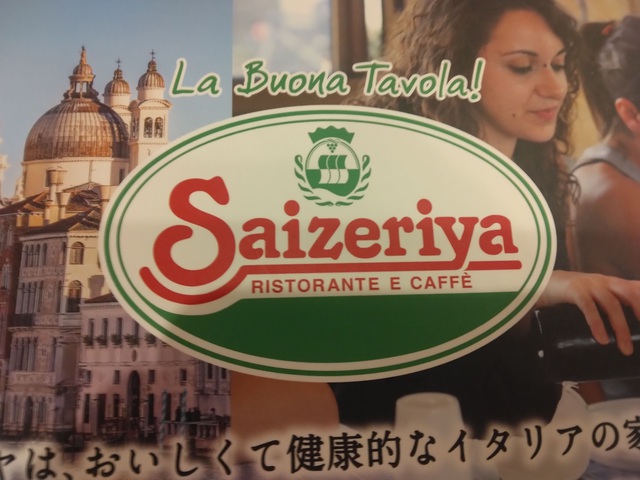 La Buona Tavola!
Saizeriya
RISTORANTE E CAFFÈ
ヤは、おいしくて健康的なイタリアの家